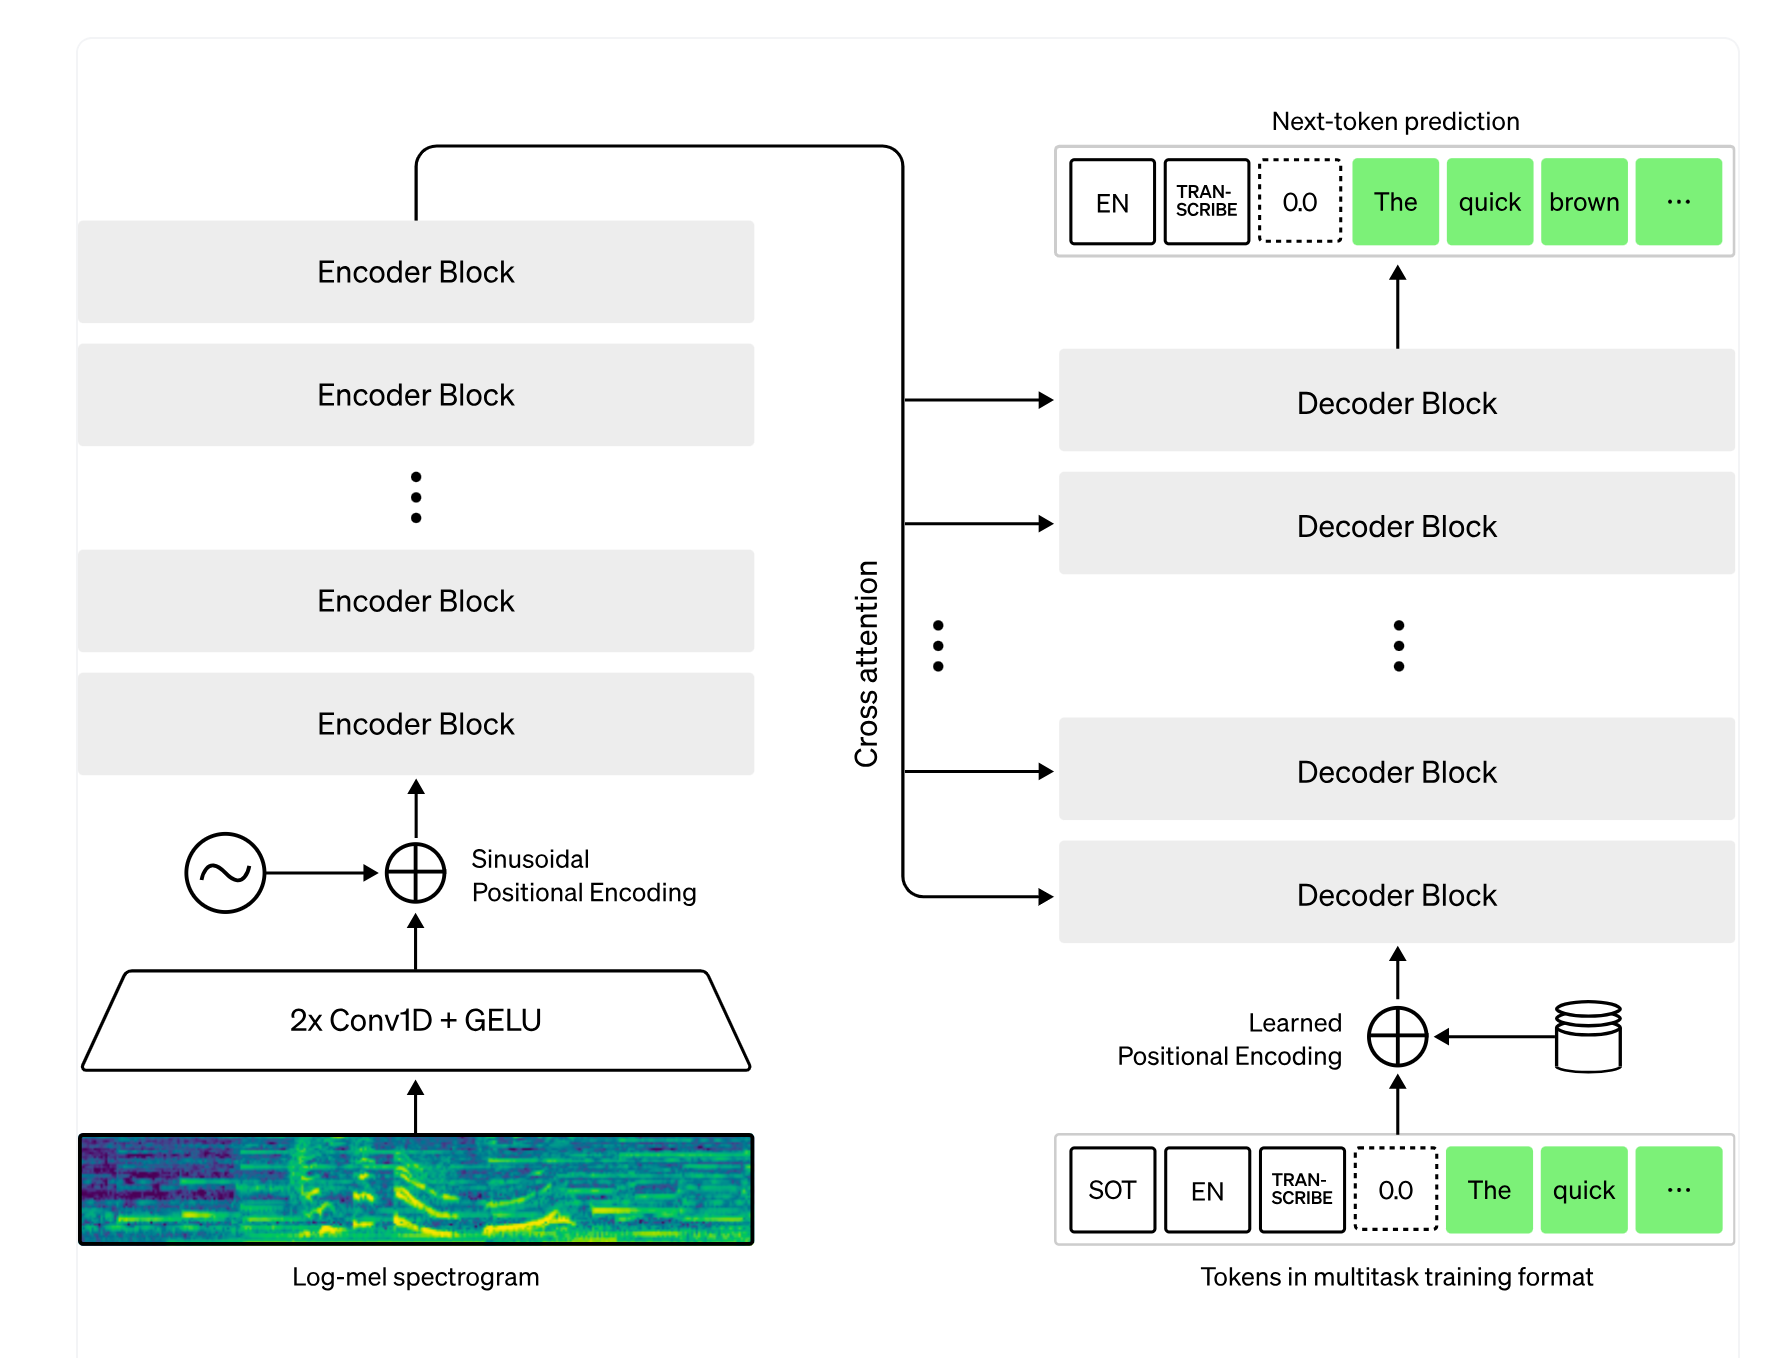 Next-token prediction
EN TRAN-SCRIBE 0.0 The quick brown ...
Encoder Block
Encoder Block
Encoder Block
Encoder Block
Sinusoidal
Positional Encoding
2x Conv1D + GELU
Log-mel spectrogram
Cross attention
Decoder Block
Decoder Block
Decoder Block
Decoder Block
Learned
Positional Encoding
SOT EN TRAN-SCRIBE 0.0 The quick ...
Tokens in multitask training format